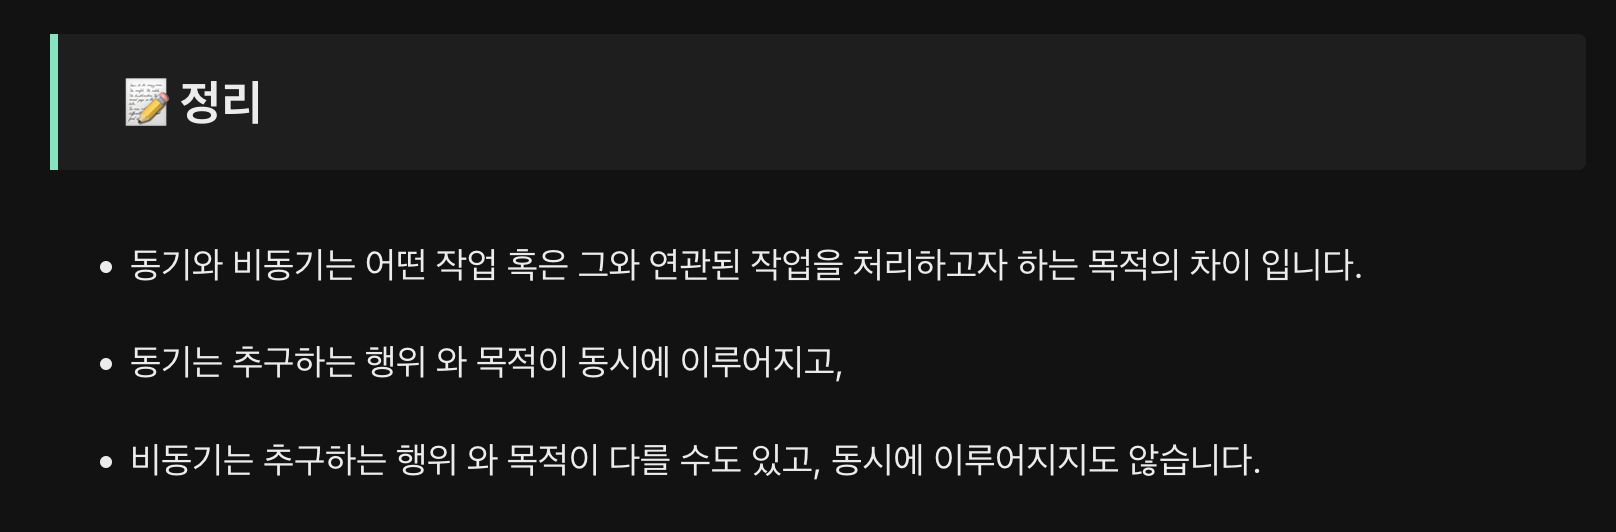 📝 정리
• 동기와 비동기는 어떤 작업 혹은 그와 연관된 작업을 처리하고자 하는 목적의 차이 입니다.
• 동기는 추구하는 행위 와 목적이 동시에 이루어지고,
• 비동기는 추구하는 행위 와 목적이 다를 수도 있고, 동시에 이루어지지도 않습니다.